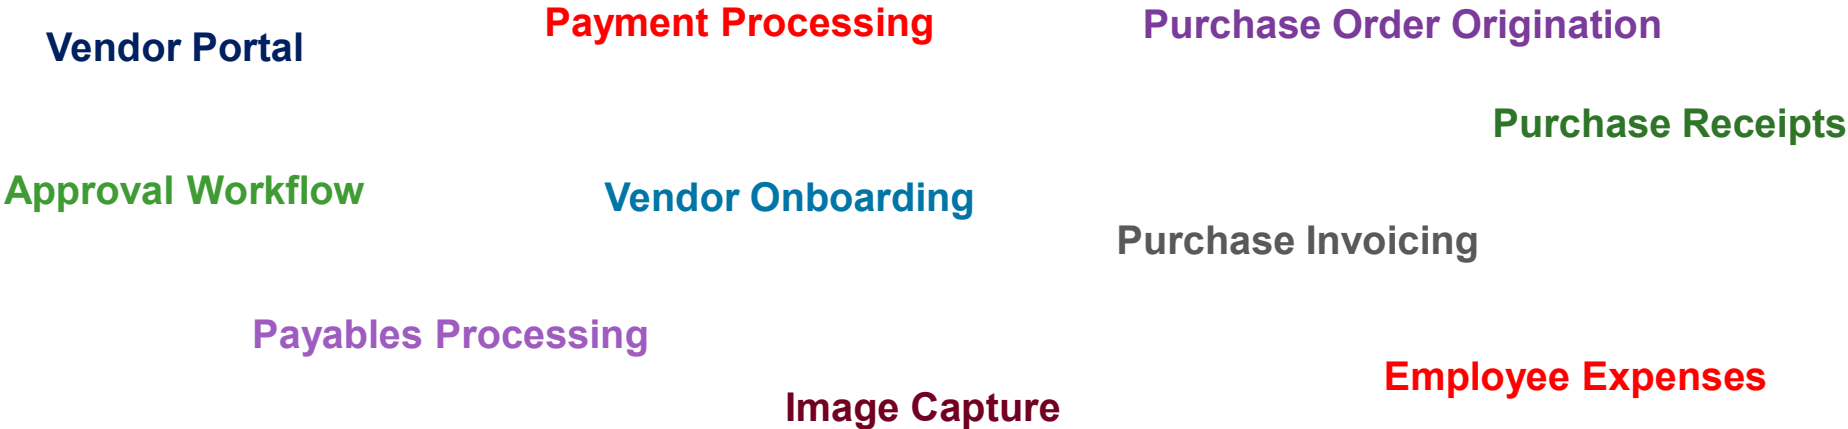 Payment Processing
Purchase Order Origination
Vendor Portal
Purchase Receipts
Approval Workflow
Vendor Onboarding
Purchase Invoicing
Payables Processing
Employee Expenses
Image Capture